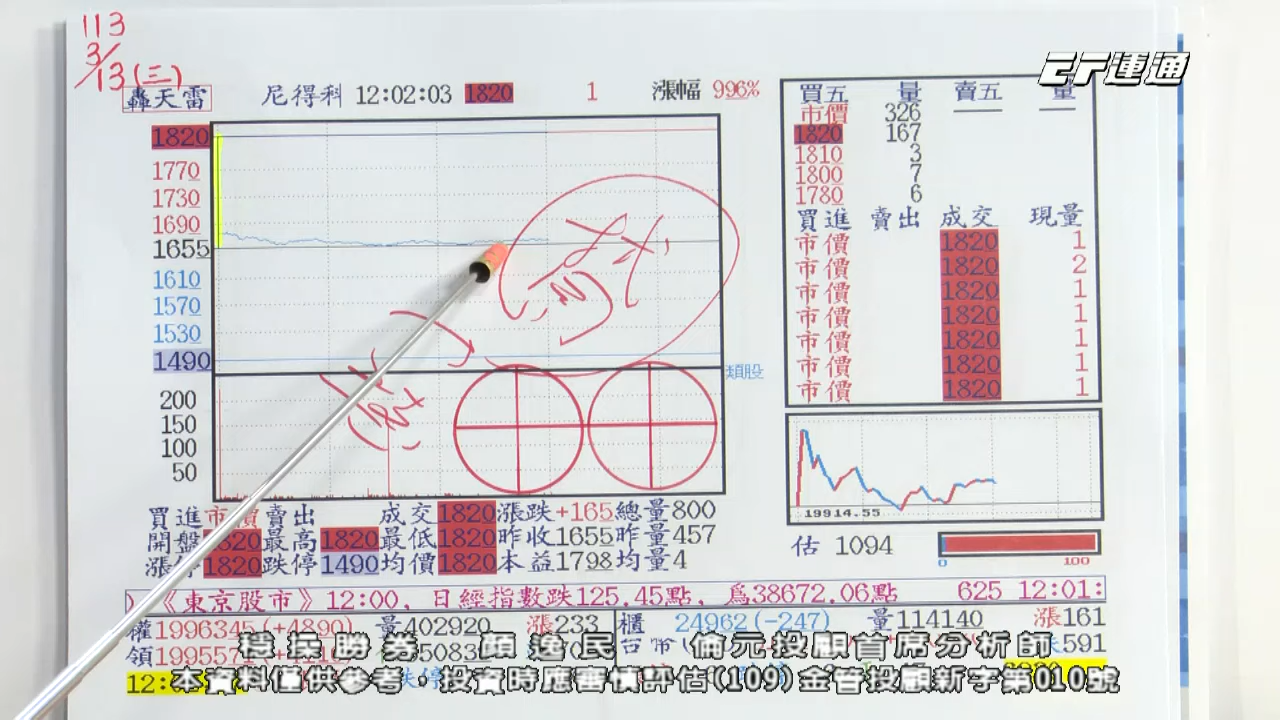 113
3/13(三)
轟天雷
尼得科 12:02:03 1820 1 漲幅 996%
EF運通
1820
1770
1730
1690
1655
1610
1570
1530
1490
200
150
100
50
類股
買五 量 賣五 量
市價 326
1820 167
1810 3
1800 7
1780 6
買進 賣出 成交 現量
市價 1820 1
市價 1820 2
市價 1820 1
市價 1820 1
市價 1820 1
市價 1820 1
市價 1820 1
19914.55
估 1094
0 100
買進市價賣出 成交1820漲跌+165總量800
開盤1820最高1820最低1820昨收1655昨量457
漲停1820跌停1490均價1820本益1798均量4
《東京股市》12:00, 日經指數跌125.45點, 爲38672.06點 625 12:01:
權1996345(+4890) 量402920 漲233 櫃 24962(-247) 量114140 漲161
穩操勝券 顏逸民 倫元投顧首席分析師
本資料僅供參考。投資時應審慎評估(109)金管投顧新字第010號